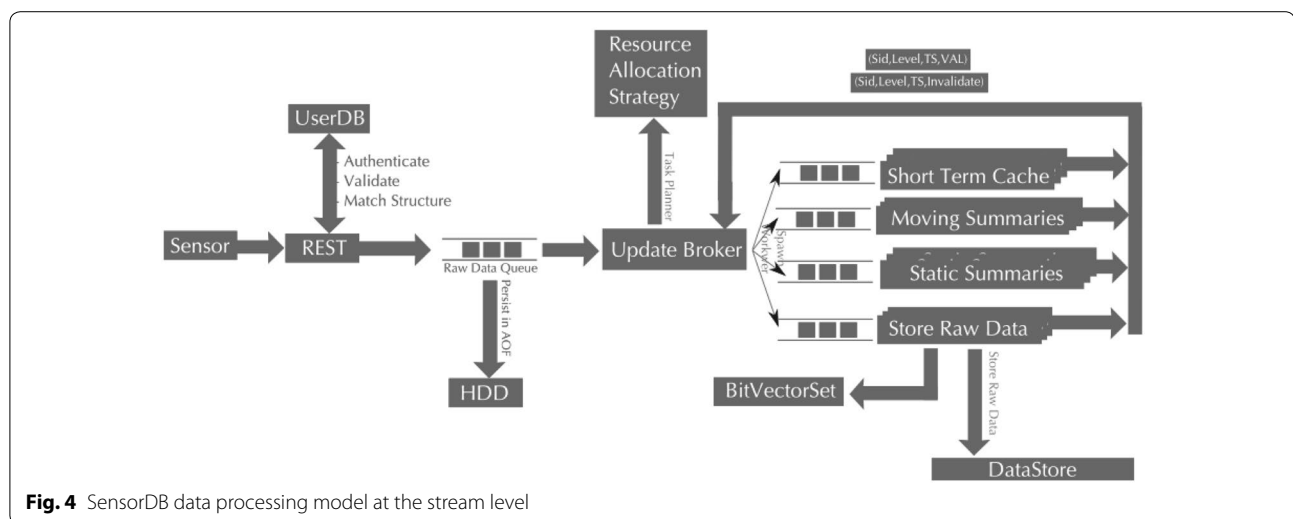 Resource
Allocation
Strategy
(Sid,Level,TS,VAL)
(Sid,Level,TS,Invalidate)
UserDB
- Authenticate
- Validate
- Match Structure
Task Planner
Short Term Cache
Moving Summaries
Sensor
REST
Raw Data Queue
Update Broker
Spawn
Workwer
Static Summaries
Persist in AOF
Store Raw Data
HDD
BitVectorSet
Store Raw Data
DataStore
Fig. 4 SensorDB data processing model at the stream level